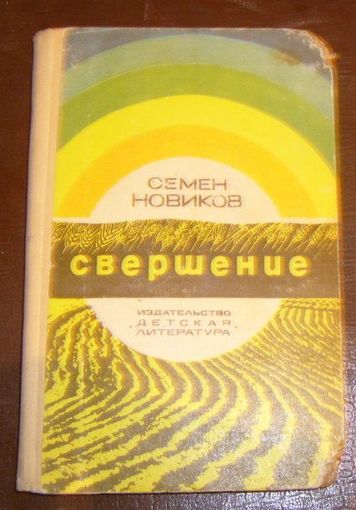 СЕМЕН
НОВИКОВ
свершение
ИЗДАТЕЛЬСТВО
„ДЕТСКАЯ
ЛИТЕРАТУРА“